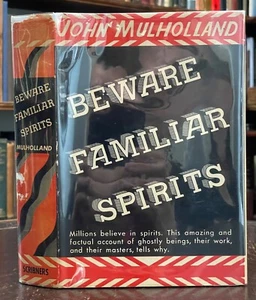 JOHN MULHOLLAND
BEWARE
FAMILIAR
SPIRITS
Millions believe in spirits. This amazing and
factual account of ghostly beings, their work,
and their masters, tells why.
BEWARE
FAMILIAR
SPIRITS
MULHOLLAND
SCRIBNERS